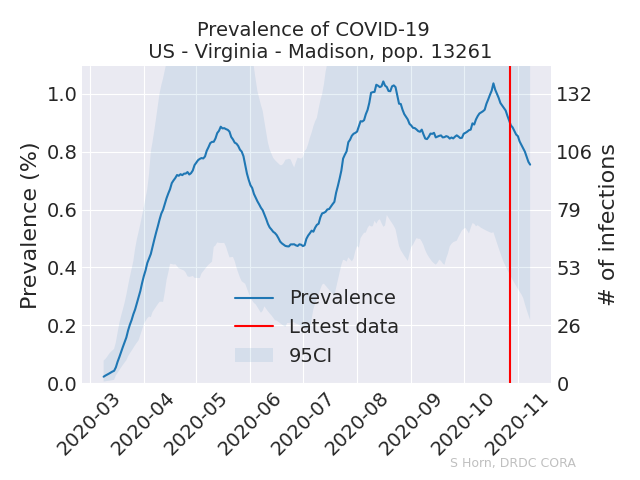 Prevalence of COVID-19
US - Virginia - Madison, pop. 13261
Prevalence (%)
1.0
0.8
0.6
0.4
0.2
0.0
132
106
79
53
26
0
# of infections
Prevalence
Latest data
95CI
2020-03
2020-04
2020-05
2020-06
2020-07
2020-08
2020-09
2020-10
2020-11
S Horn, DRDC CORA